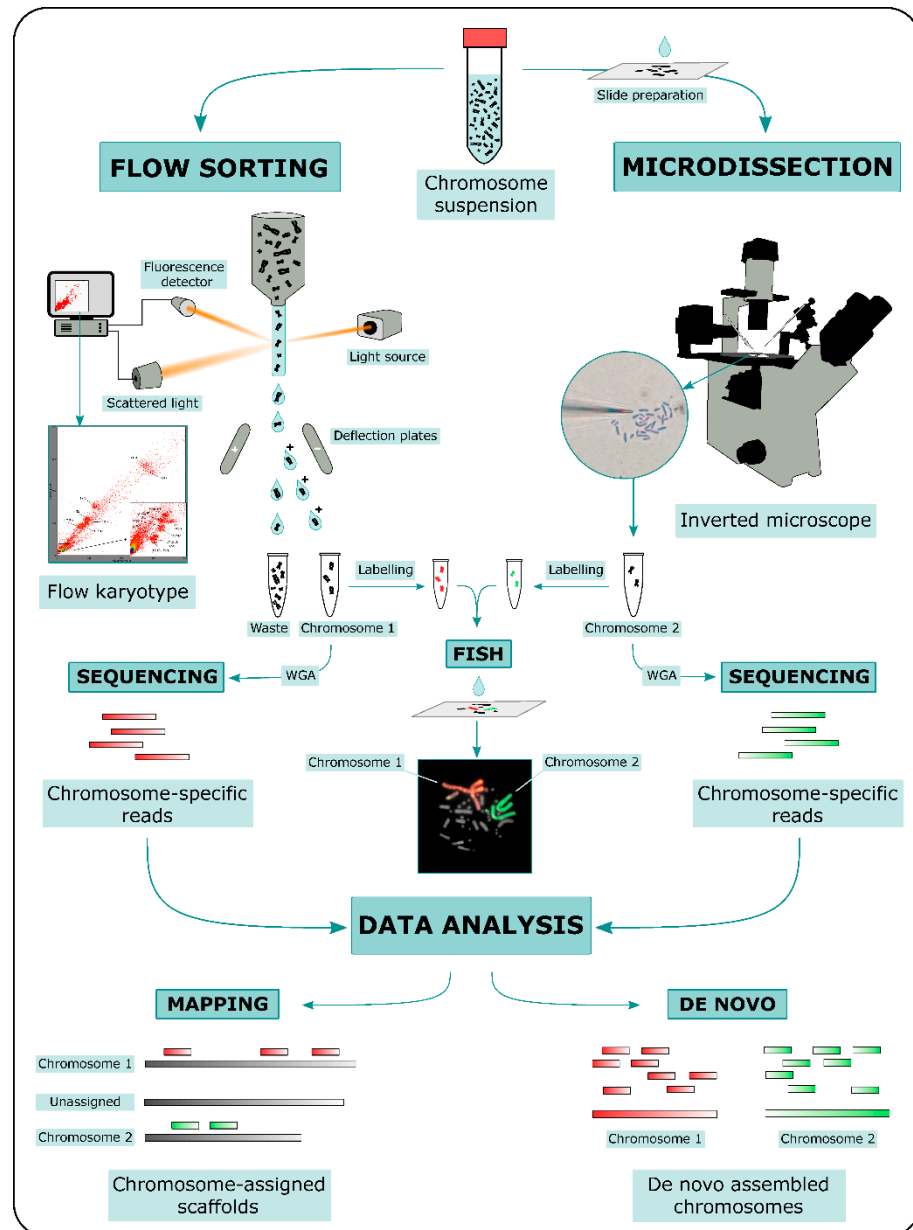 Slide preparation
FLOW SORTING
MICRODISSECTION
Chromosome
suspension
Fluorescence
detector
Light source
Scattered light
Deflection plates
+
−
+
+
+
Inverted microscope
Flow karyotype
Labelling
Labelling
Waste
Chromosome 1
Chromosome 2
FISH
SEQUENCING
WGA
WGA
SEQUENCING
Chromosome 1
Chromosome 2
Chromosome-specific
reads
Chromosome-specific
reads
DATA ANALYSIS
MAPPING
DE NOVO
Chromosome 1
Unassigned
Chromosome 2
Chromosome 1
Chromosome 2
Chromosome-assigned
scaffolds
De novo assembled
chromosomes